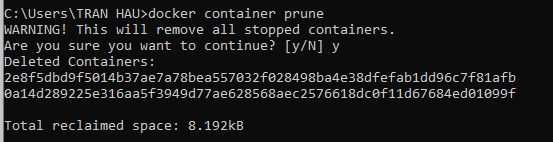 C:\Users\TRAN HAU>docker container prune
WARNING! This will remove all stopped containers.
Are you sure you want to continue? [y/N] y
Deleted Containers:
2e8f5dbd9f5014b37ae7a78bea557032f028498ba4e38dfefab1dd96c7f81afb
0a14d289225e316aa5f3949d77ae628568aec2576618dc0f11d67684ed01099f
Total reclaimed space: 8.192kB